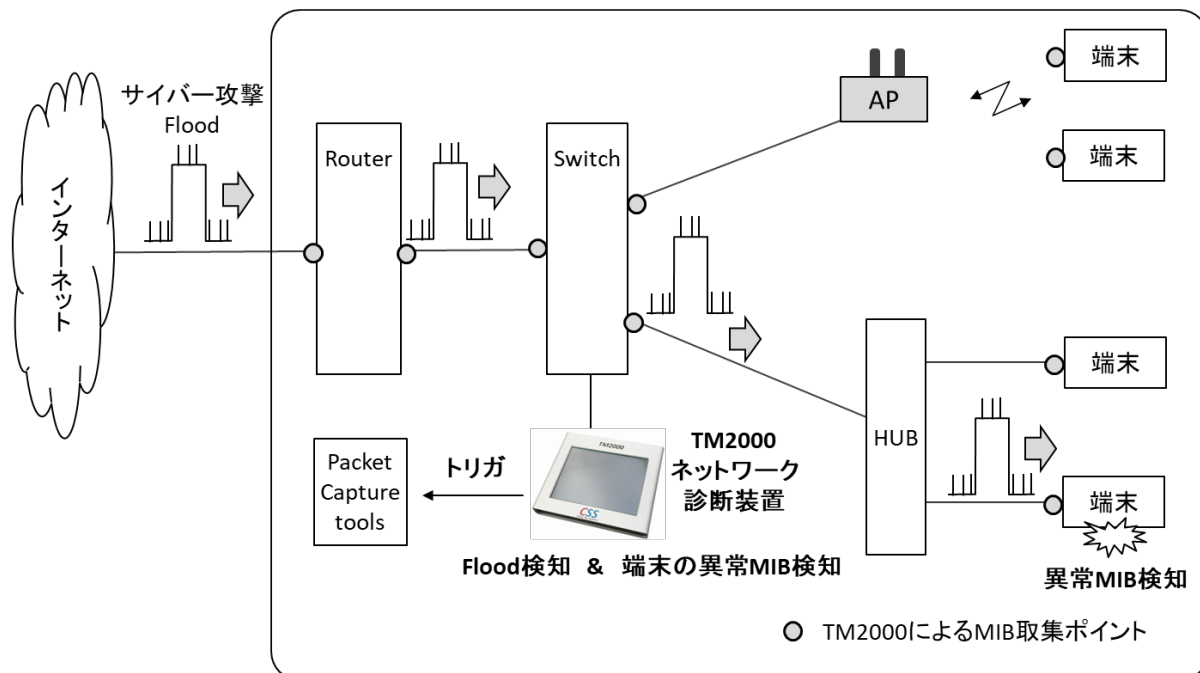 サイバー攻撃
Flood
インターネット
Router
Switch
AP
端末
端末
端末
HUB
端末
異常MIB検知
Packet
Capture
tools
トリガ
TM2000
CSS
TM2000
ネットワーク
診断装置
Flood検知 & 端末の異常MIB検知
TM2000によるMIB取集ポイント